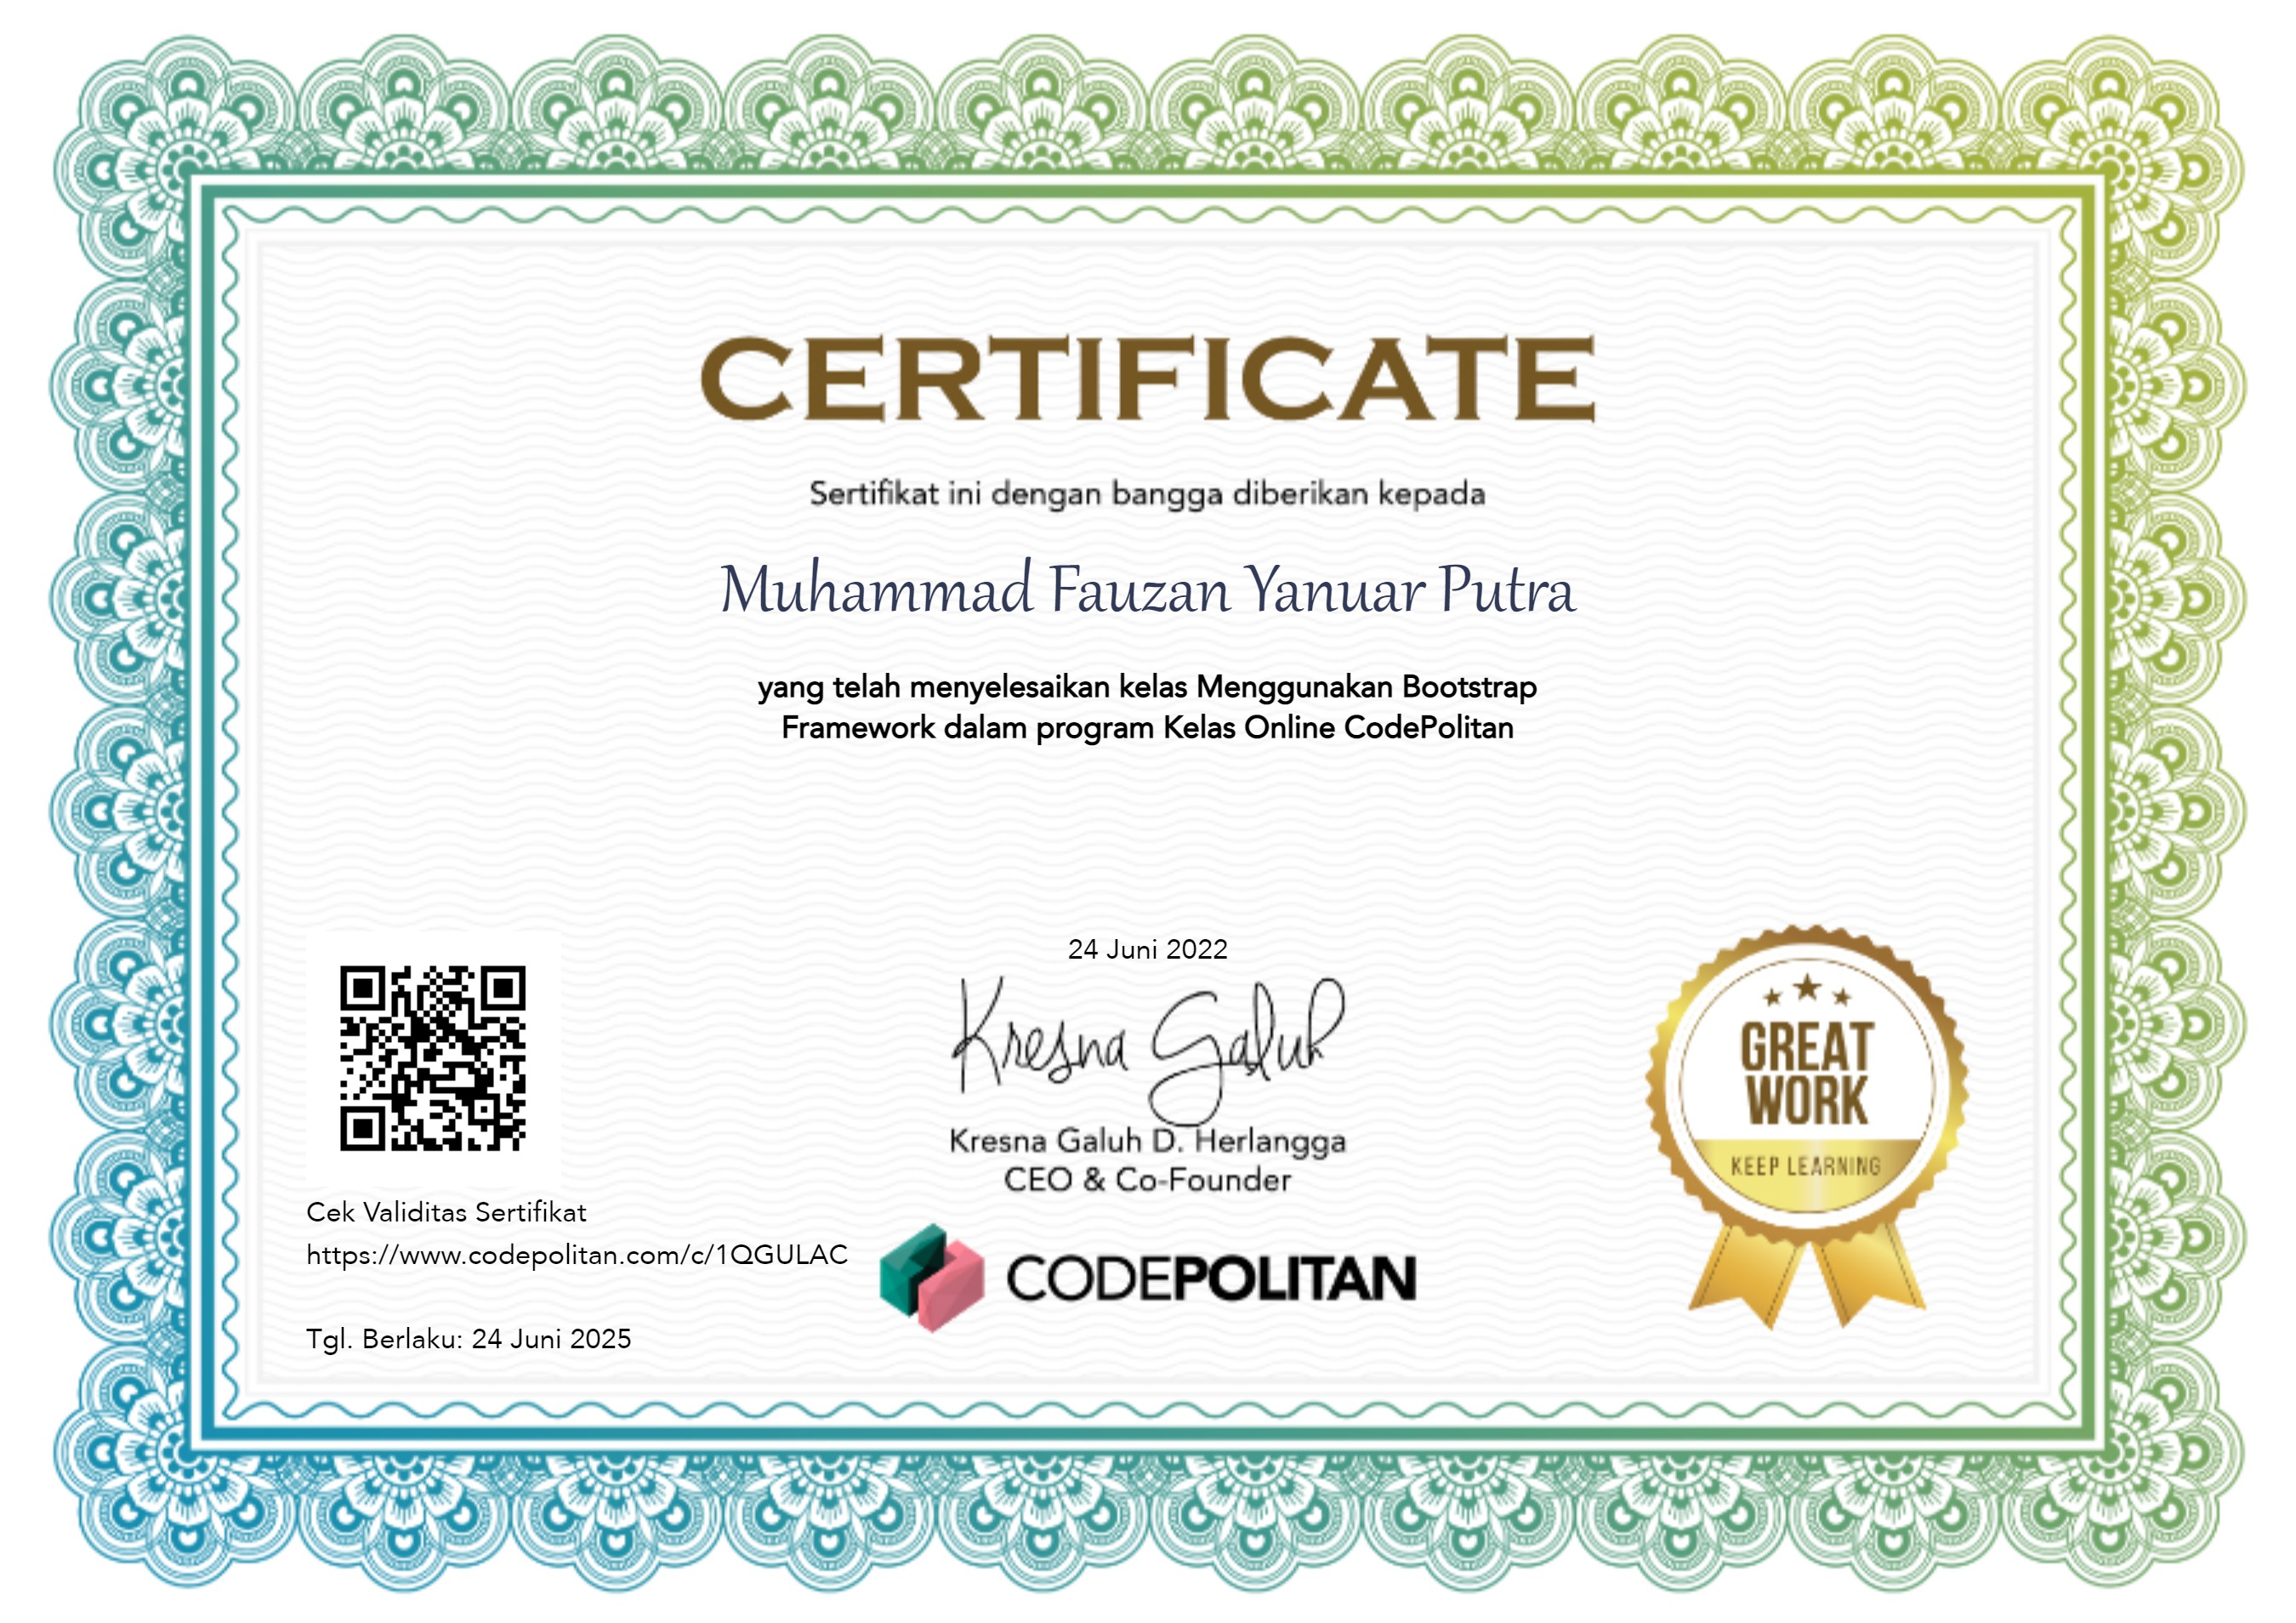 CERTIFICATE
Sertifikat ini dengan bangga diberikan kepada
Muhammad Fauzan Yanuar Putra
yang telah menyelesaikan kelas Menggunakan Bootstrap
Framework dalam program Kelas Online CodePolitan
24 Juni 2022
Kresna Galuh
Kresna Galuh D. Herlangga
CEO & Co-Founder
CODEPOLITAN
Cek Validitas Sertifikat
https://www.codepolitan.com/c/1QGULAC
Tgl. Berlaku: 24 Juni 2025
GREAT
WORK
KEEP LEARNING